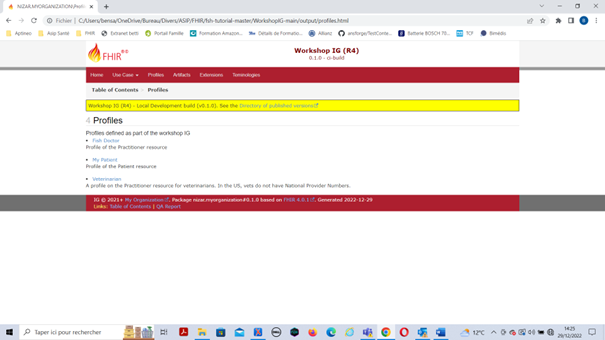 NIZAR.MYORGANIZATION\Profi
Fichier | C:/Users/bensa/OneDrive/Bureau/Divers/ASIP/FHIR/fsh-tutorial-master/WorkshopIG-main/output/profiles.html
Aptineo Asip Santé FHIR Extranet beth Portail Famille Formation Amazon... Détails de Formatio... Allianz ansforge/TestConte... Batterie BOSCH 75... TCF Bimédia
FHIR
Workshop IG (R4)
0.1.0 - ci-build
Home Use Case Profiles Artifacts Extensions Terminologies
Table of Contents Profiles
Workshop IG (R4) - Local Development build (v0.1.0). See the Directory of published versions
4 Profiles
Profiles defined as part of the workshop IG
Fish Doctor
Profile of the Practitioner resource
My Patient
Profile of the Patient resource
Veterinarian
A profile on the Practitioner resource for veterinarians. In the US, vets do not have National Provider Numbers.
IG © 2021+ My Organization. Package nizar.myorganization#0.1.0 based on FHIR 4.0.1. Generated 2022-12-29
Links: Table of Contents | QA Report
Taper ici pour rechercher
12°C
14:25
29/12/2022